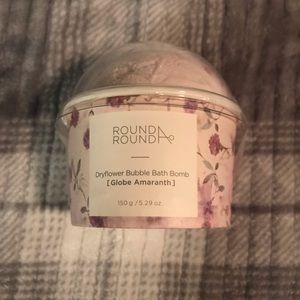 ROUND A
ROUND
Dryflower Bubble Bath Bomb
[ Globe Amaranth ]
150 g / 5.29 oz.